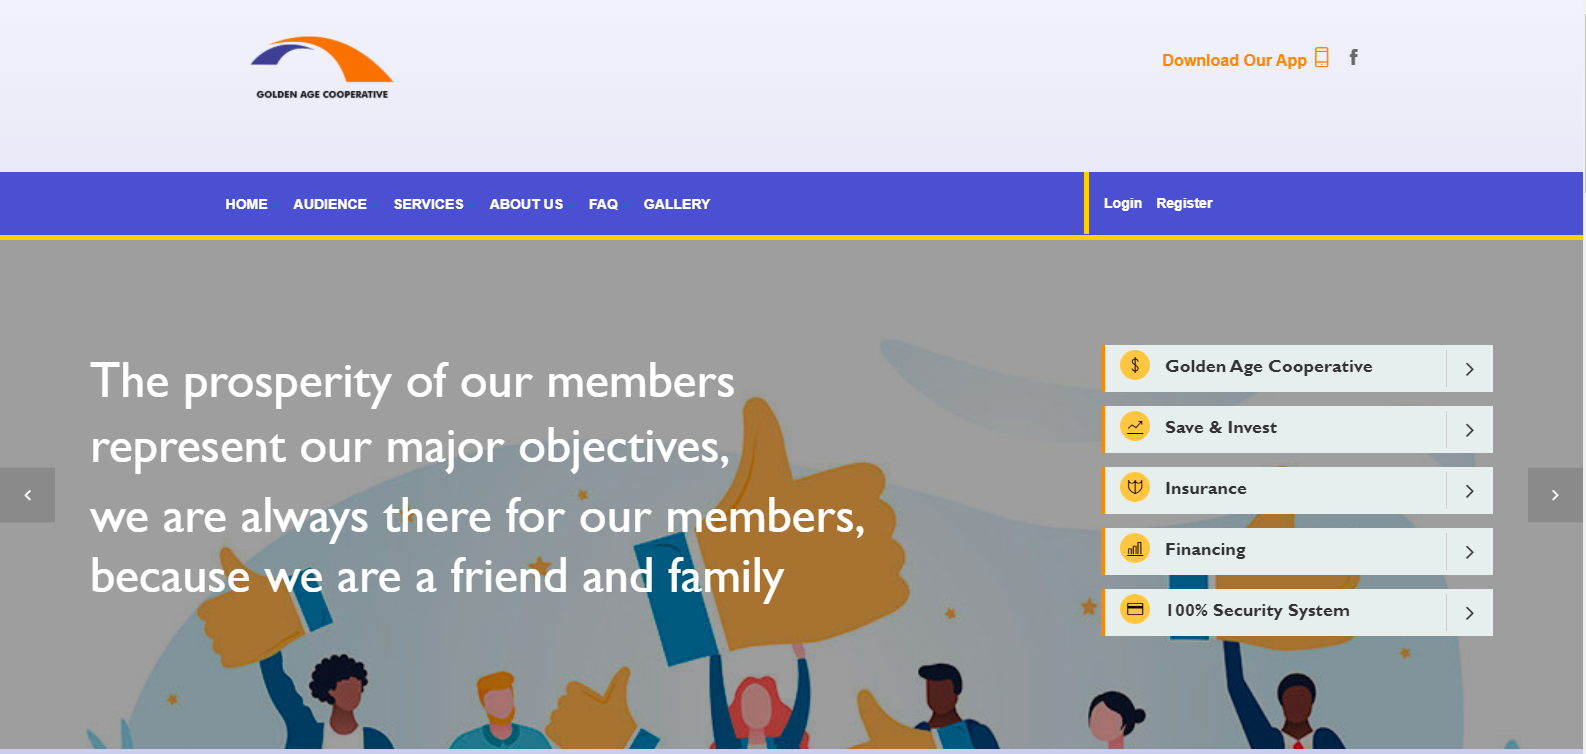 GOLDEN AGE COOPERATIVE
Download Our App
HOME AUDIENCE SERVICES ABOUT US FAQ GALLERY
Login Register
The prosperity of our members
represent our major objectives,
we are always there for our members,
because we are a friend and family
Golden Age Cooperative
Save & Invest
Insurance
Financing
100% Security System